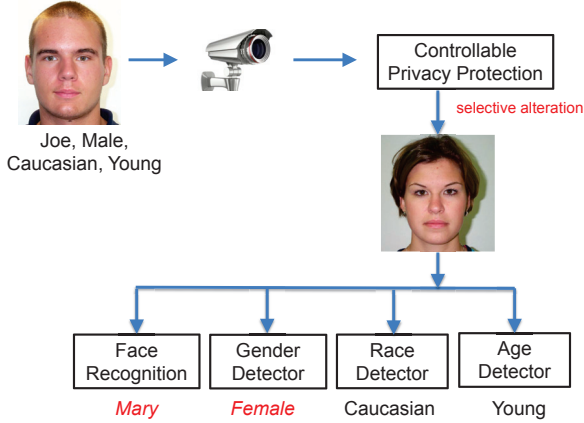 Controllable
Privacy Protection
selective alteration
Joe, Male,
Caucasian, Young
Face
Recognition
Gender
Detector
Race
Detector
Age
Detector
Mary
Female
Caucasian
Young